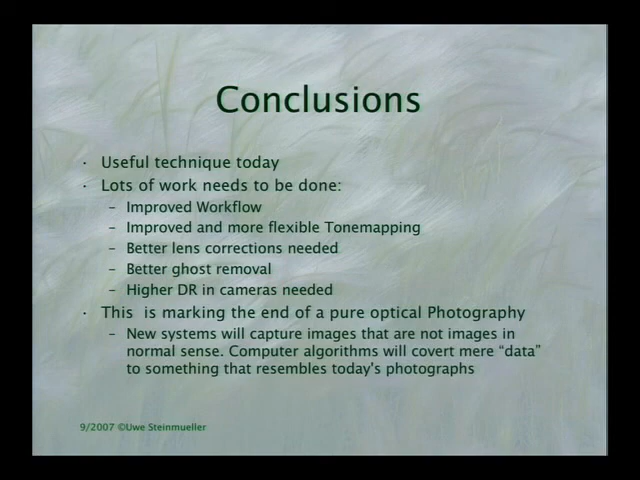 Conclusions
· Useful technique today
· Lots of work needs to be done:
– Improved Workflow
– Improved and more flexible Tonemapping
– Better lens corrections needed
– Better ghost removal
– Higher DR in cameras needed
· This is marking the end of a pure optical Photography
– New systems will capture images that are not images in
normal sense. Computer algorithms will covert mere “data”
to something that resembles today's photographs
9/2007 ©Uwe Steinmueller